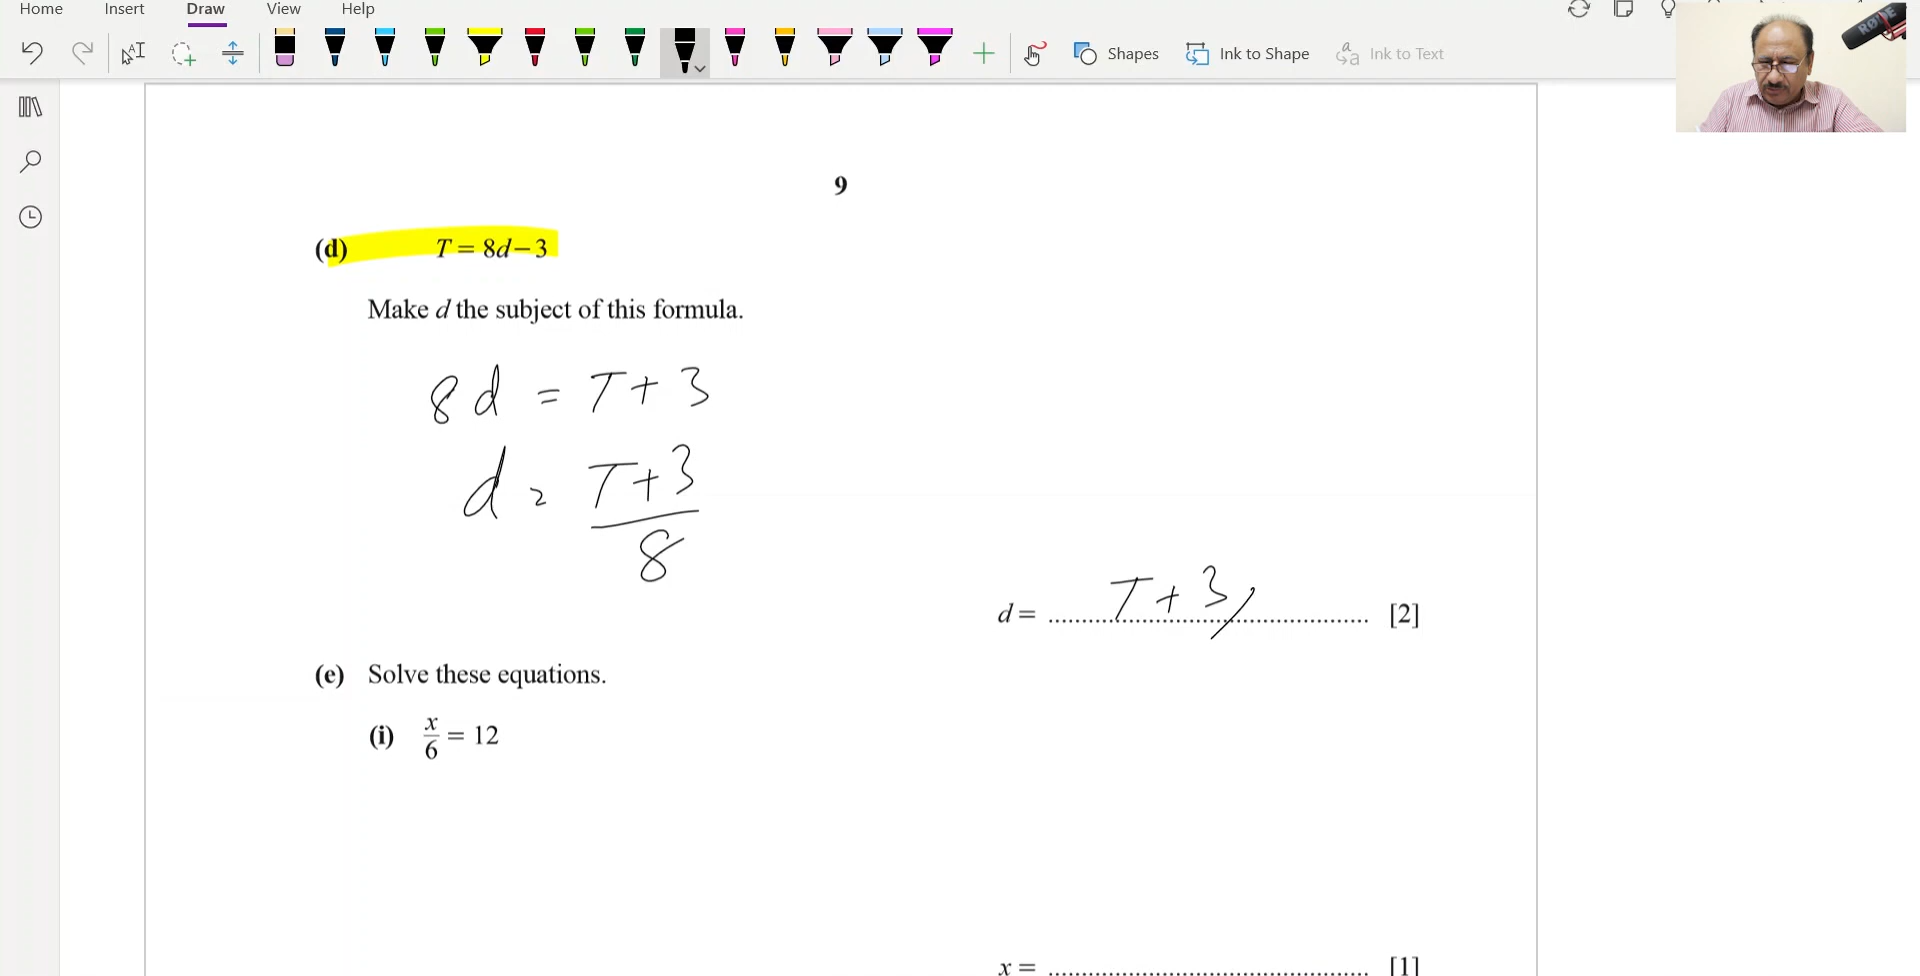 Home Insert Draw View Help
Shapes Ink to Shape Ink to Text
RØDE
9
(d) T = 8d − 3
Make d the subject of this formula.
8d = T + 3
d = T + 3
8
d = T + 3 / [2]
(e) Solve these equations.
(i) x/6 = 12
x = [1]